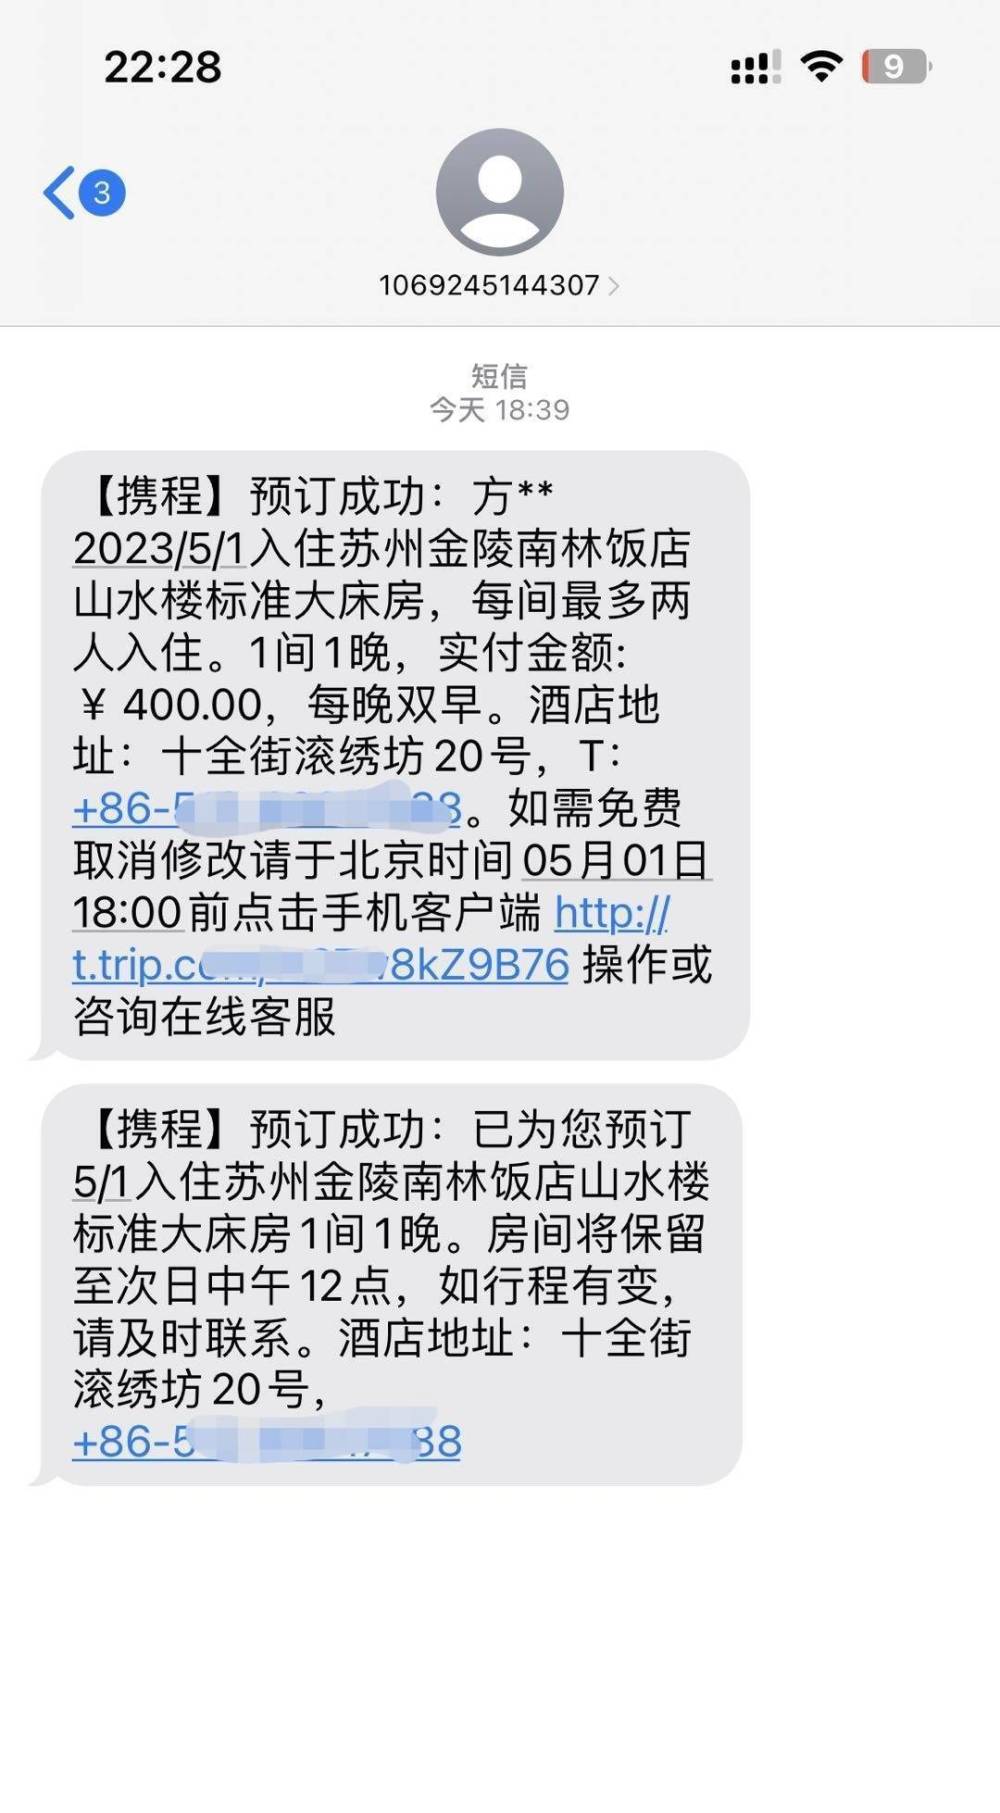 22:28
9
3
1069245144307
短信
今天 18:39
【携程】预订成功：方**
2023/5/1入住苏州金陵南林饭店
山水楼标准大床房，每间最多两
人入住。1间1晚，实付金额:
￥400.00，每晚双早。酒店地
址：十全街滚绣坊20号，T：
+86-5 8。如需免费
取消修改请于北京时间05月01日
18:00前点击手机客户端 http://
t.trip.c 8kZ9B76 操作或
咨询在线客服
【携程】预订成功：已为您预订
5/1入住苏州金陵南林饭店山水楼
标准大床房1间1晚。房间将保留
至次日中午12点，如行程有变，
请及时联系。酒店地址：十全街
滚绣坊20号，
+86-5 38